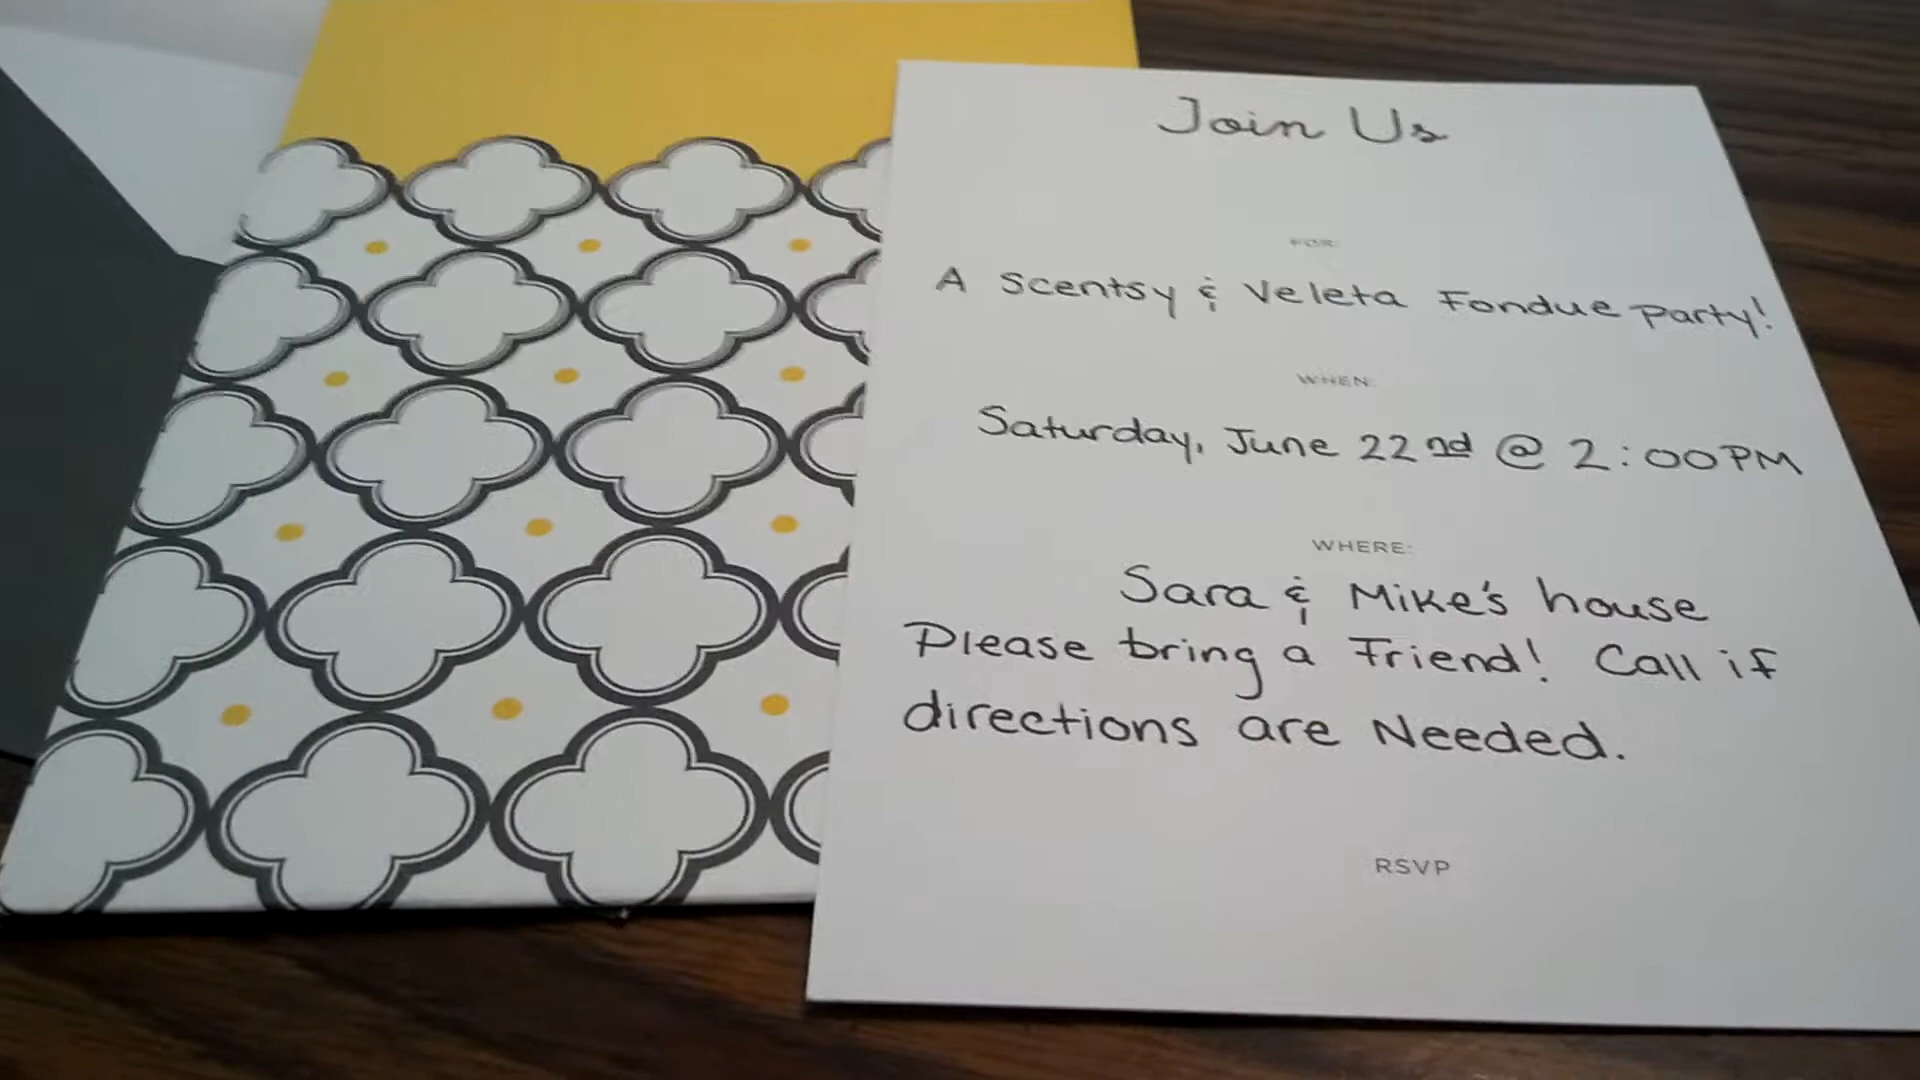 Join Us
FOR:
A Scentsy & Veleta Fondue Party!
WHEN:
Saturday, June 22nd @ 2:00PM
WHERE:
Sara & Mike's house
Please bring a Friend! Call if
directions are Needed.
RSVP